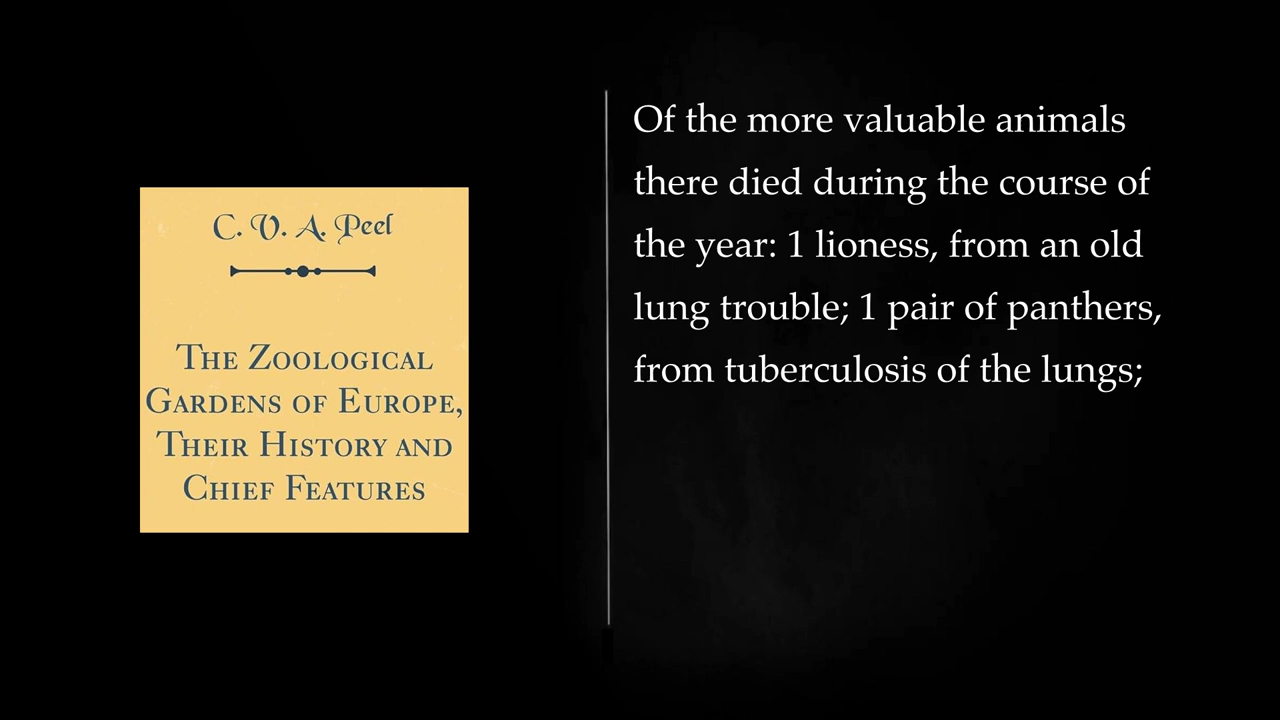 C. V. A. Peel
The Zoological
Gardens of Europe,
Their History and
Chief Features
Of the more valuable animals
there died during the course of
the year: 1 lioness, from an old
lung trouble; 1 pair of panthers,
from tuberculosis of the lungs;